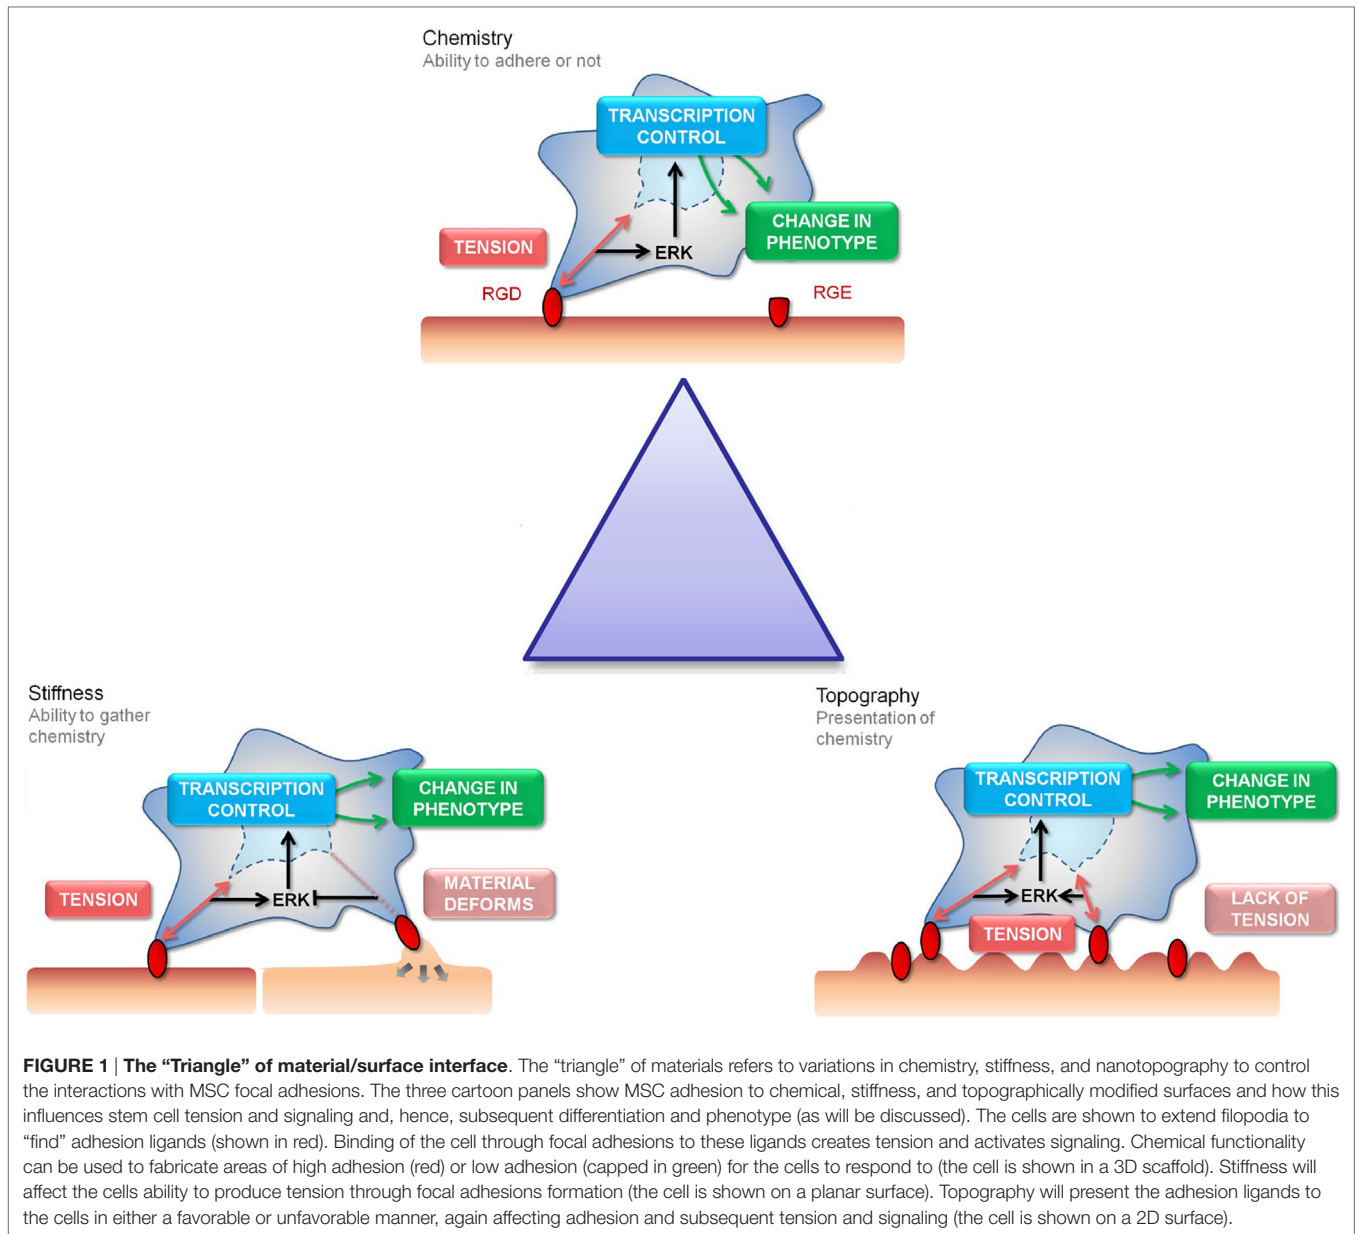 Chemistry
Ability to adhere or not
TRANSCRIPTION
CONTROL
CHANGE IN
PHENOTYPE
TENSION
ERK
RGD
RGE
Stiffness
Ability to gather
chemistry
TRANSCRIPTION
CONTROL
CHANGE IN
PHENOTYPE
TENSION
ERK
MATERIAL
DEFORMS
Topography
Presentation of
chemistry
TRANSCRIPTION
CONTROL
CHANGE IN
PHENOTYPE
ERK
TENSION
LACK OF
TENSION
FIGURE 1 | The “Triangle” of material/surface interface. The “triangle” of materials refers to variations in chemistry, stiffness, and nanotopography to control
the interactions with MSC focal adhesions. The three cartoon panels show MSC adhesion to chemical, stiffness, and topographically modified surfaces and how this
influences stem cell tension and signaling and, hence, subsequent differentiation and phenotype (as will be discussed). The cells are shown to extend filopodia to
“find” adhesion ligands (shown in red). Binding of the cell through focal adhesions to these ligands creates tension and activates signaling. Chemical functionality
can be used to fabricate areas of high adhesion (red) or low adhesion (capped in green) for the cells to respond to (the cell is shown in a 3D scaffold). Stiffness will
affect the cells ability to produce tension through focal adhesions formation (the cell is shown on a planar surface). Topography will present the adhesion ligands to
the cells in either a favorable or unfavorable manner, again affecting adhesion and subsequent tension and signaling (the cell is shown on a 2D surface).